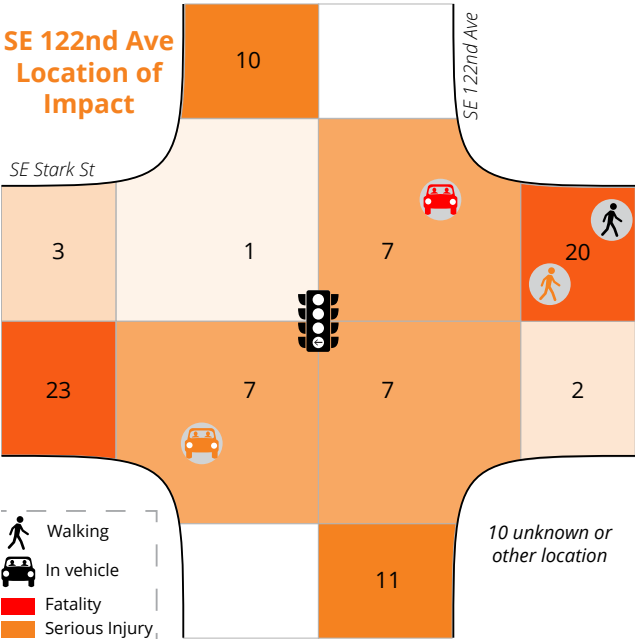 SE 122nd Ave
Location of
Impact
SE 122nd Ave
10
SE Stark St
3
1
7
20
23
7
7
2
11
10 unknown or
other location
Walking
In vehicle
Fatality
Serious Injury